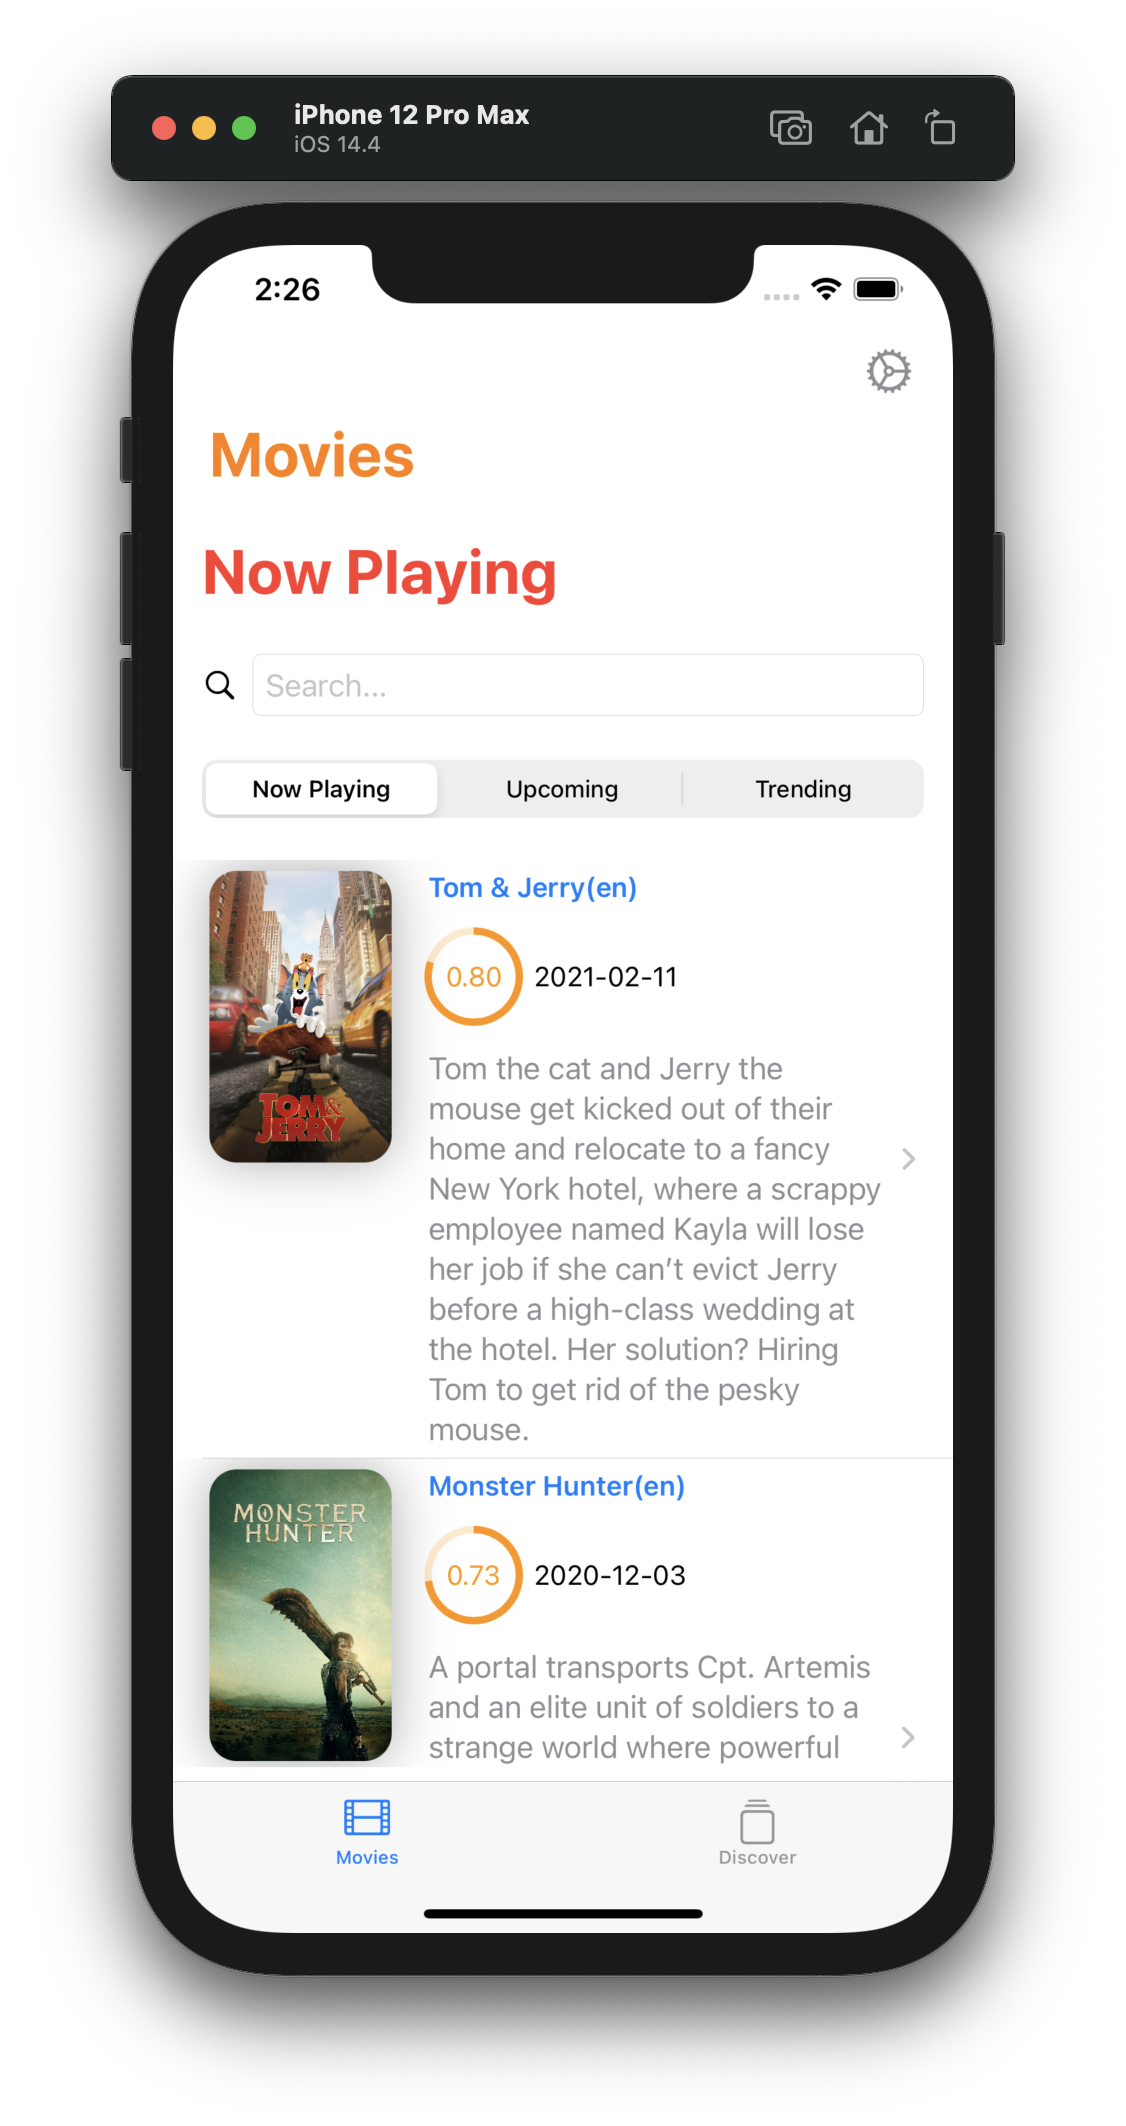 iPhone 12 Pro Max
iOS 14.4
2:26
Movies
Now Playing
Search...
Now Playing
Upcoming
Trending
TOM &
JERRY
Tom & Jerry(en)
0.80
2021-02-11
Tom the cat and Jerry the
mouse get kicked out of their
home and relocate to a fancy
New York hotel, where a scrappy
employee named Kayla will lose
her job if she can’t evict Jerry
before a high-class wedding at
the hotel. Her solution? Hiring
Tom to get rid of the pesky
mouse.
MONSTER
HUNTER
Monster Hunter(en)
0.73
2020-12-03
A portal transports Cpt. Artemis
and an elite unit of soldiers to a
strange world where powerful
Movies
Discover